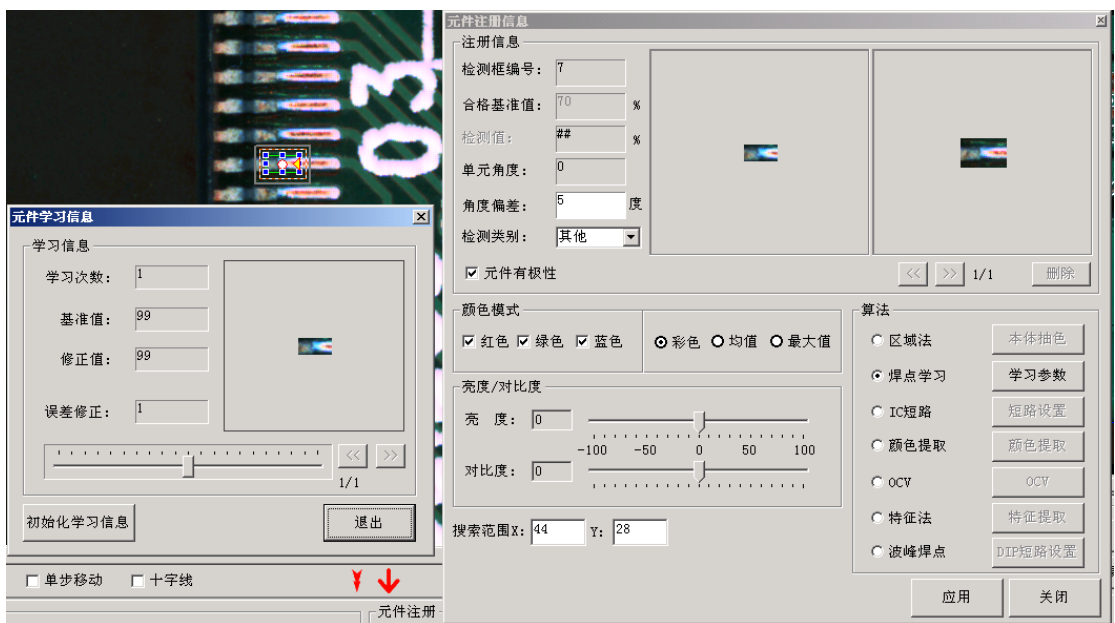 03
元件学习信息
学习信息
学习次数： 1
基准值： 99
修正值： 99
误差修正： 1
<< >>
1/1
初始化学习信息 退出
单步移动 十字线
元件注册
元件注册信息
注册信息
检测框编号： 7
合格基准值： 70 %
检测值： ## %
单元角度： 0
角度偏差： 5 度
检测类别： 其他
元件有极性
<< >> 1/1 删除
颜色模式
红色 绿色 蓝色 彩色 均值 最大值
亮度/对比度
亮 度： 0
-100 -50 0 50 100
对比度： 0
搜索范围X： 44 Y： 28
算法
区域法 本体抽色
焊点学习 学习参数
IC短路 短路设置
颜色提取 颜色提取
OCV OCV
特征法 特征提取
波峰焊点 DIP短路设置
应用 关闭